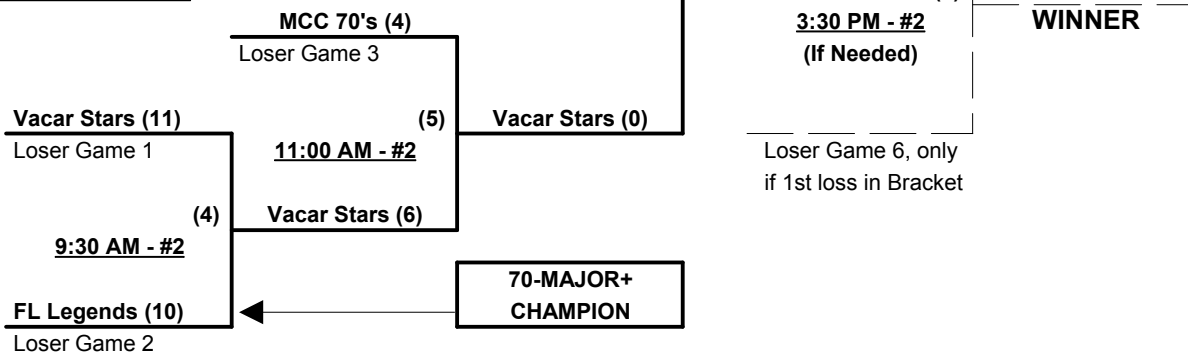 3:30 PM - #2
WINNER
MCC 70's (4)
Loser Game 3
(If Needed)
Vacar Stars (11)
(5)
Vacar Stars (0)
Loser Game 1
11:00 AM - #2
Loser Game 6, only
if 1st loss in Bracket
(4)
Vacar Stars (6)
9:30 AM - #2
70-MAJOR+
CHAMPION
FL Legends (10)
Loser Game 2